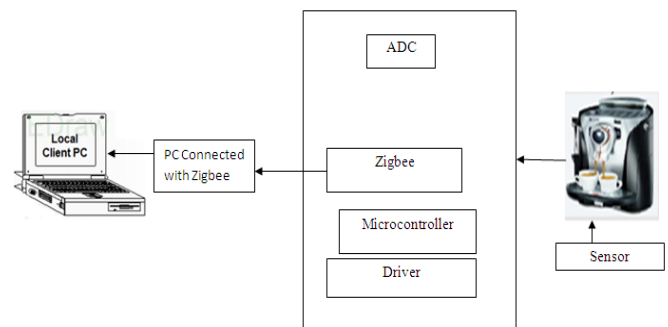 ADC
Local
Client PC
PC Connected
with Zigbee
Zigbee
Microcontroller
Driver
Sensor